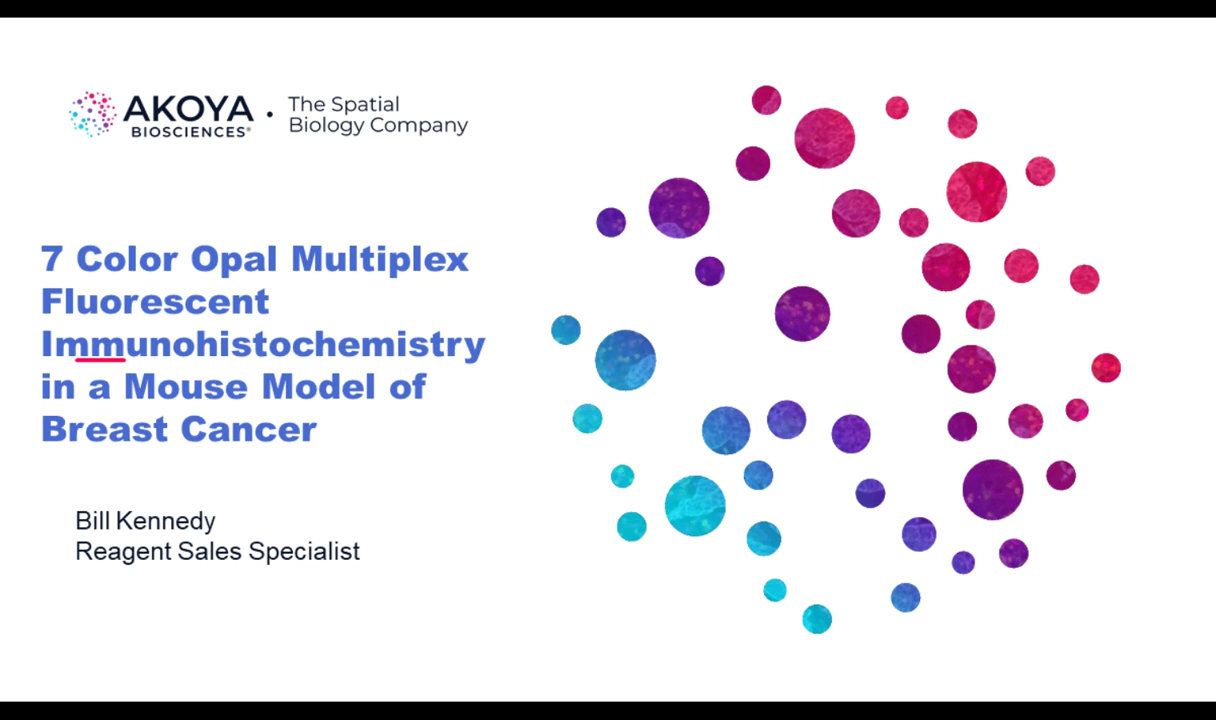 AKOYA
BIOSCIENCES®
·
The Spatial
Biology Company
7 Color Opal Multiplex
Fluorescent
Immunohistochemistry
in a Mouse Model of
Breast Cancer
Bill Kennedy
Reagent Sales Specialist